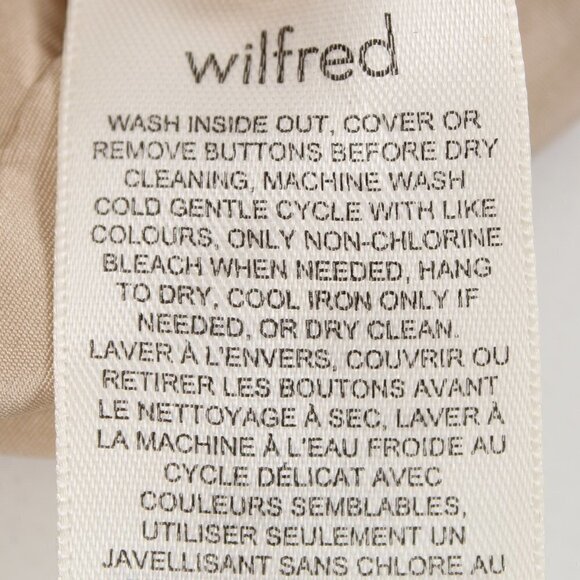 wilfred
WASH INSIDE OUT, COVER OR
REMOVE BUTTONS BEFORE DRY
CLEANING, MACHINE WASH
COLD GENTLE CYCLE WITH LIKE
COLOURS, ONLY NON-CHLORINE
BLEACH WHEN NEEDED, HANG
TO DRY, COOL IRON ONLY IF
NEEDED, OR DRY CLEAN.
LAVER À L'ENVERS, COUVRIR OU
RETIRER LES BOUTONS AVANT
LE NETTOYAGE À SEC, LAVER À
LA MACHINE À L'EAU FROIDE AU
CYCLE DÉLICAT AVEC
COULEURS SEMBLABLES,
UTILISER SEULEMENT UN
JAVELLISANT SANS CHLORE AU